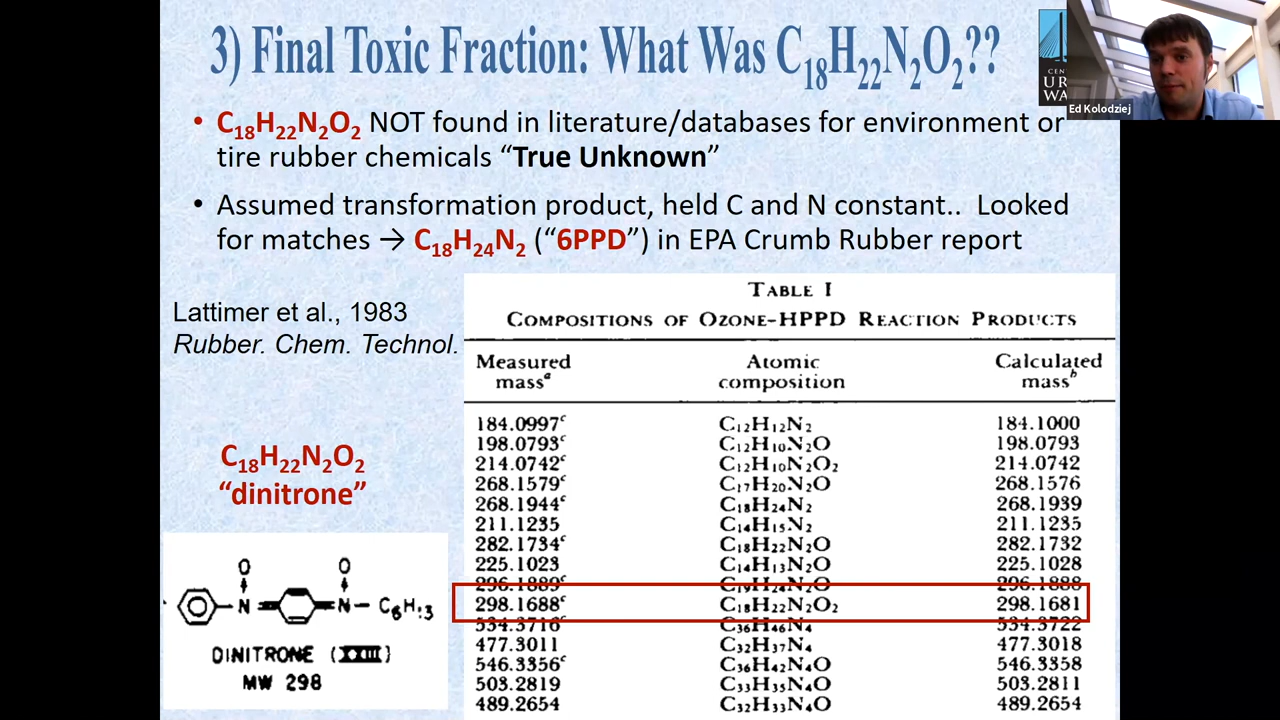 3) Final Toxic Fraction: What Was C18H22N2O2??
CEN
UR
WA
Ed Kolodziej
• C18H22N2O2 NOT found in literature/databases for environment or
tire rubber chemicals “True Unknown”
• Assumed transformation product, held C and N constant.. Looked
for matches → C18H24N2 (“6PPD”) in EPA Crumb Rubber report
Lattimer et al., 1983
Rubber. Chem. Technol.
C18H22N2O2
“dinitrone”
O O
N N – C6H13
DINITRONE (XXIII)
MW 298
TABLE I
COMPOSITIONS OF OZONE-HPPD REACTION PRODUCTS
Measured mass^a Atomic composition Calculated mass^b
184.0997^c C12H12N2 184.1000
198.0793^c C12H10N2O 198.0793
214.0742^c C12H10N2O2 214.0742
268.1579^c C17H20N2O 268.1576
268.1944^c C18H24N2 268.1939
211.1235 C14H15N2 211.1235
282.1734^c C18H22N2O 282.1732
225.1023 C14H13N2O 225.1028
296.1889^c C19H24N2O 296.1888
298.1688^c C18H22N2O2 298.1681
534.3716^c C36H46N4 534.3722
477.3011 C32H37N4 477.3018
546.3356^c C36H42N4O 546.3358
503.2819 C33H35N4O 503.2811
489.2654 C32H33N4O 489.2654